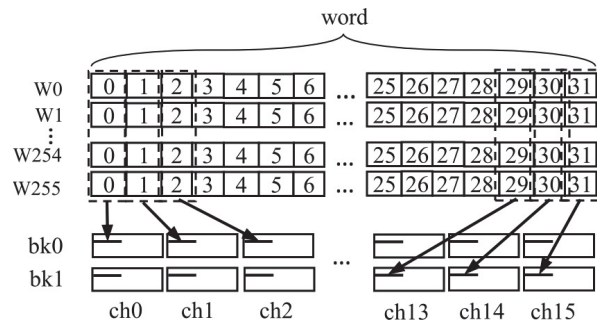 word
W0 0 1 2 3 4 5 6 ... 25 26 27 28 29 30 31
W1 0 1 2 3 4 5 6 ... 25 26 27 28 29 30 31
⋮
W254 0 1 2 3 4 5 6 ... 25 26 27 28 29 30 31
W255 0 1 2 3 4 5 6 ... 25 26 27 28 29 30 31
bk0
...
bk1
ch0 ch1 ch2 ch13 ch14 ch15